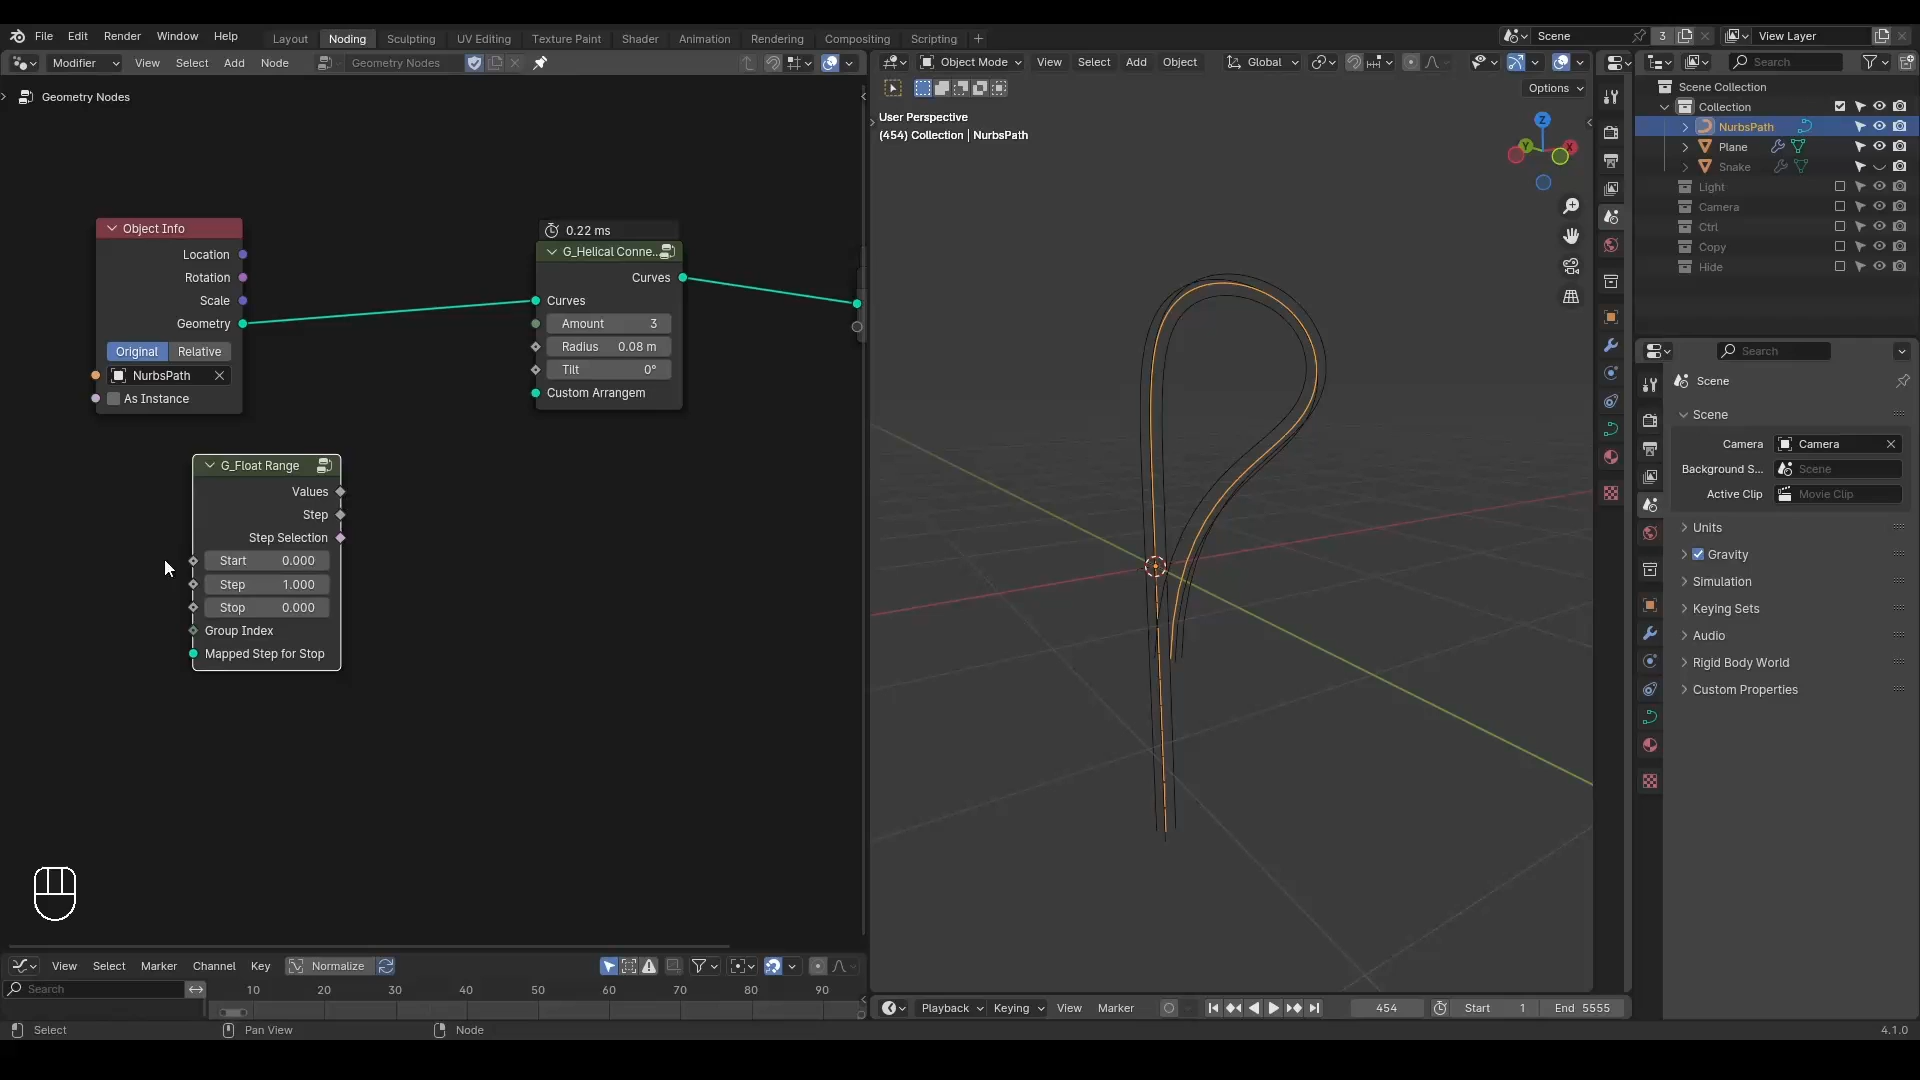 File Edit Render Window Help
Layout Noding Sculpting UV Editing Texture Paint Shader Animation Rendering Compositing Scripting +
Scene 3 View Layer
Modifier View Select Add Node Geometry Nodes
Object Mode View Select Add Object Global
Search
Geometry Nodes
Options
User Perspective
(454) Collection | NurbsPath
Z
Y
X
Scene Collection
Collection
NurbsPath
Plane
Snake
Light
Camera
Ctrl
Copy
Hide
Object Info
Location
Rotation
Scale
Geometry
Original Relative
NurbsPath
As Instance
0.22 ms
G_Helical Conne..
Curves
Curves
Amount 3
Radius 0.08 m
Tilt 0°
Custom Arrangem
G_Float Range
Values
Step
Step Selection
Start 0.000
Step 1.000
Stop 0.000
Group Index
Mapped Step for Stop
Search
Scene
Scene
Camera Camera
Background S... Scene
Active Clip Movie Clip
Units
Gravity
Simulation
Keying Sets
Audio
Rigid Body World
Custom Properties
View Select Marker Channel Key Normalize
Search
10 20 30 40 50 60 70 80 90
Playback Keying View Marker 454 Start 1 End 5555
Select Pan View Node 4.1.0